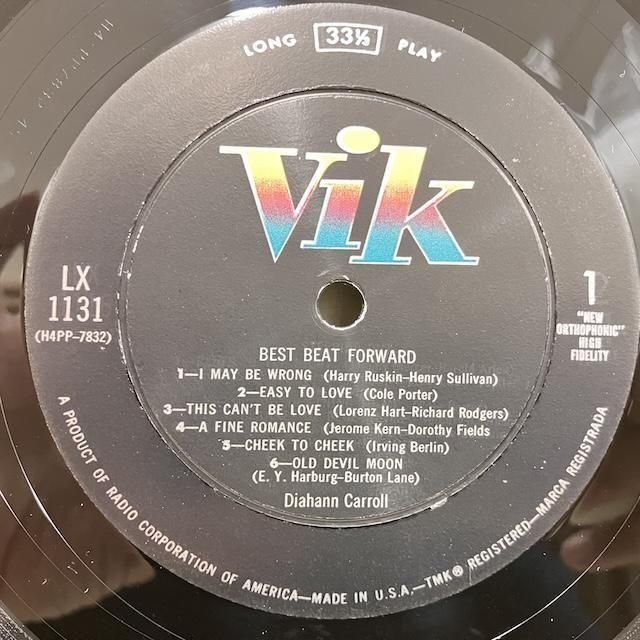 LONG 33⅓ PLAY
Vik
LX
1131
(H4PP-7832)
1
"NEW
ORTHOPHONIC"
HIGH
FIDELITY
BEST BEAT FORWARD
1—I MAY BE WRONG (Harry Ruskin-Henry Sullivan)
2—EASY TO LOVE (Cole Porter)
3—THIS CAN'T BE LOVE (Lorenz Hart-Richard Rodgers)
4—A FINE ROMANCE (Jerome Kern-Dorothy Fields
5—CHEEK TO CHEEK (Irving Berlin)
6—OLD DEVIL MOON
(E. Y. Harburg-Burton Lane)
Diahann Carroll
A PRODUCT OF RADIO CORPORATION OF AMERICA—MADE IN U.S.A.—TMK® REGISTERED—MARCA REGISTRADA